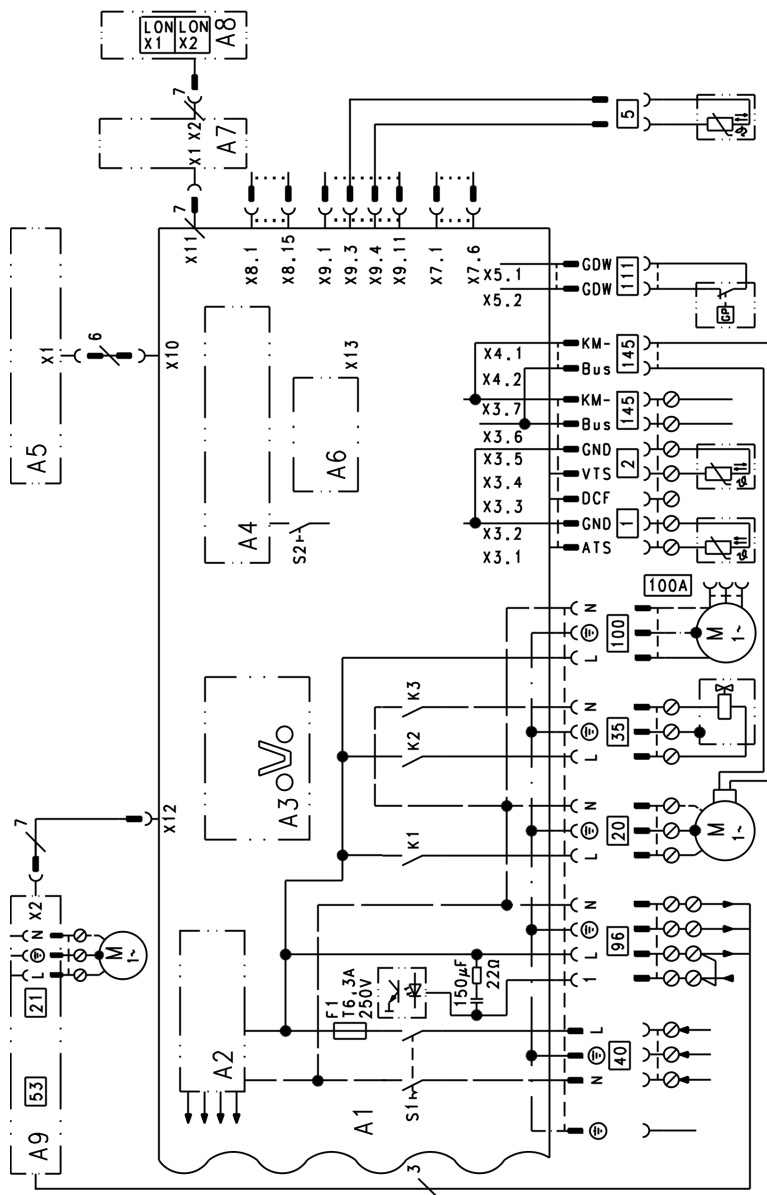 A9
53
21
L
N
X2
M
1~
7
X12
A5
X1
6
X10
A8
LON
X1
LON
X2
7
A7
X1
X2
7
X11
A1
A2
A3
A4
A6
X13
S2
S1
F1
T6,3A
250V
150µF
22Ω
K1
K2
K3
X8.1
X8.15
X9.1
X9.3
X9.4
X9.11
X7.1
X7.6
X3.1
X3.2
X3.3
X3.4
X3.5
X3.6
X3.7
X4.2
X4.1
X5.2
X5.1
3
N
L
40
1
L
N
96
L
N
20
L
N
35
L
N
100
100A
ATS
GND
1
DCF
VTS
GND
2
Bus
KM-
145
Bus
KM-
145
GDW
GDW
111
5
M
1~
M
1~
ϑ
ϑ
GP
ϑ